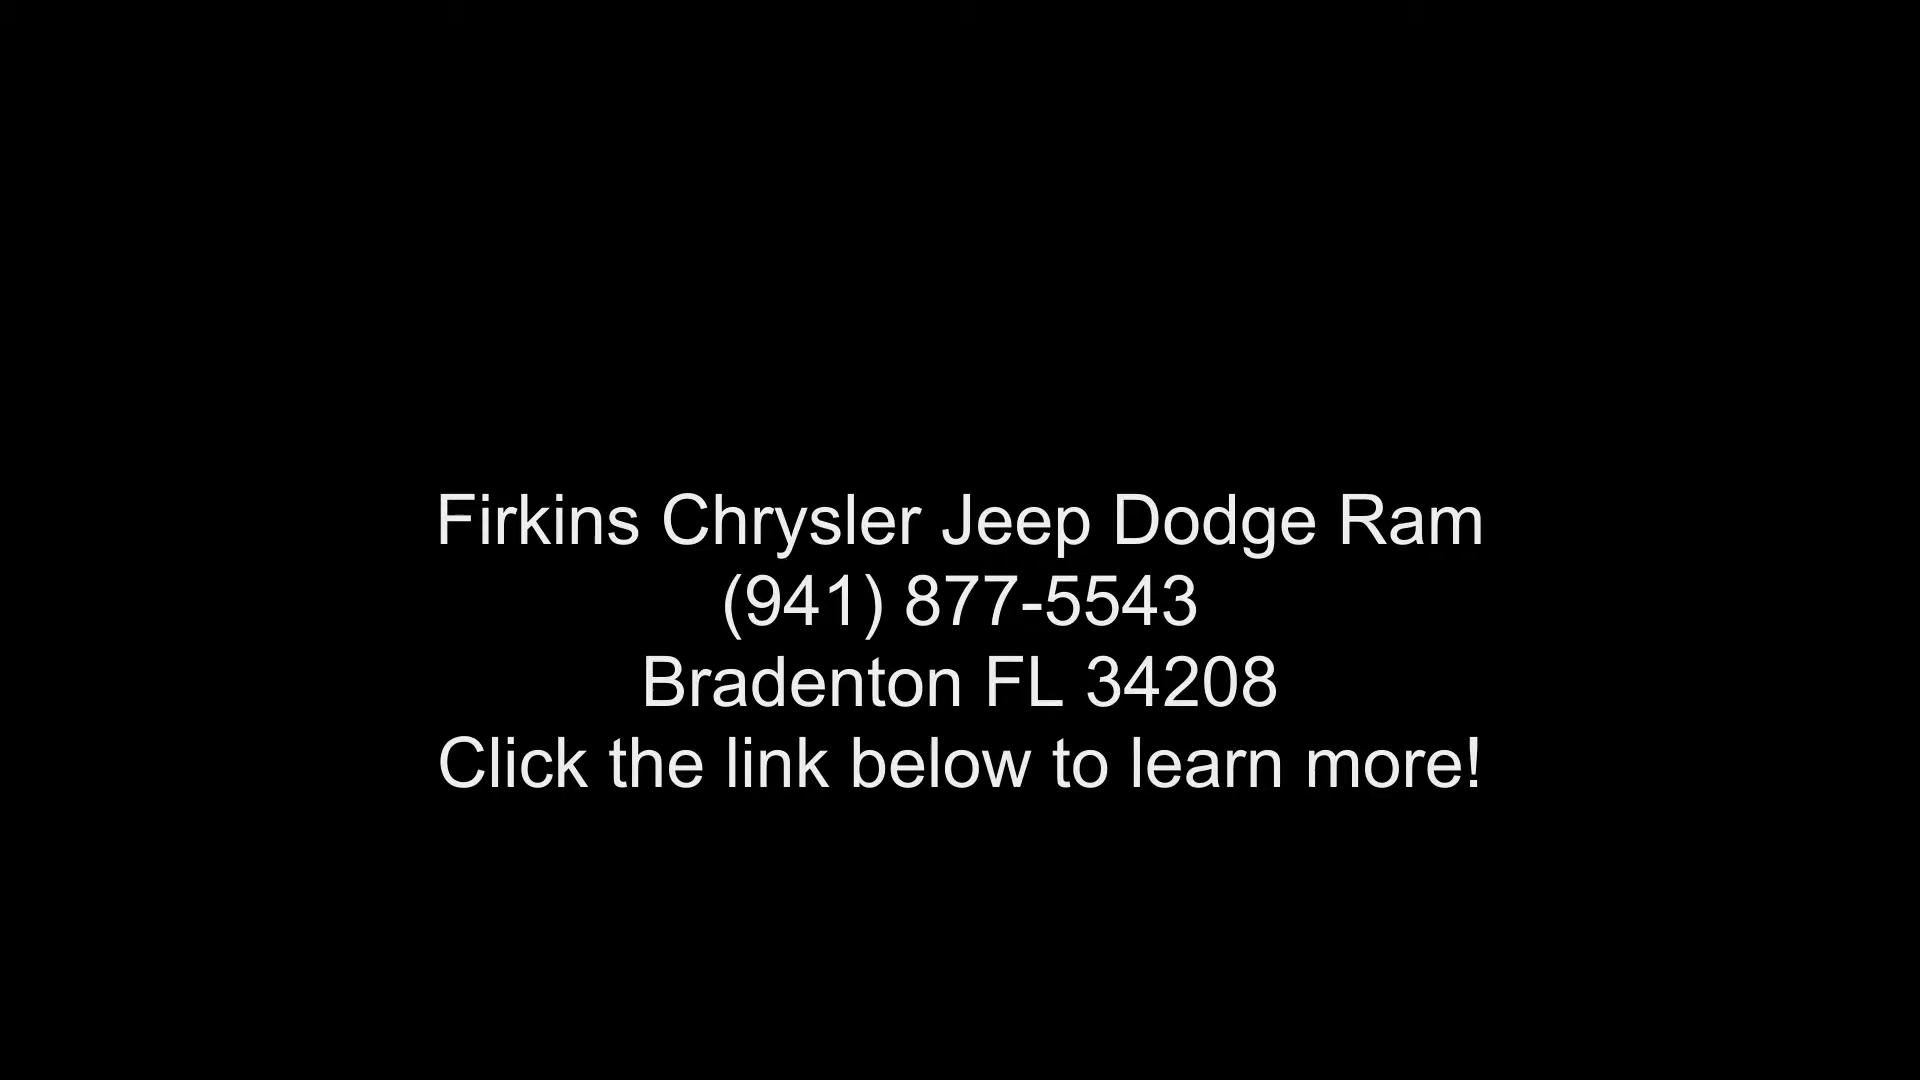 Firkins Chrysler Jeep Dodge Ram
(941) 877-5543
Bradenton FL 34208
Click the link below to learn more!